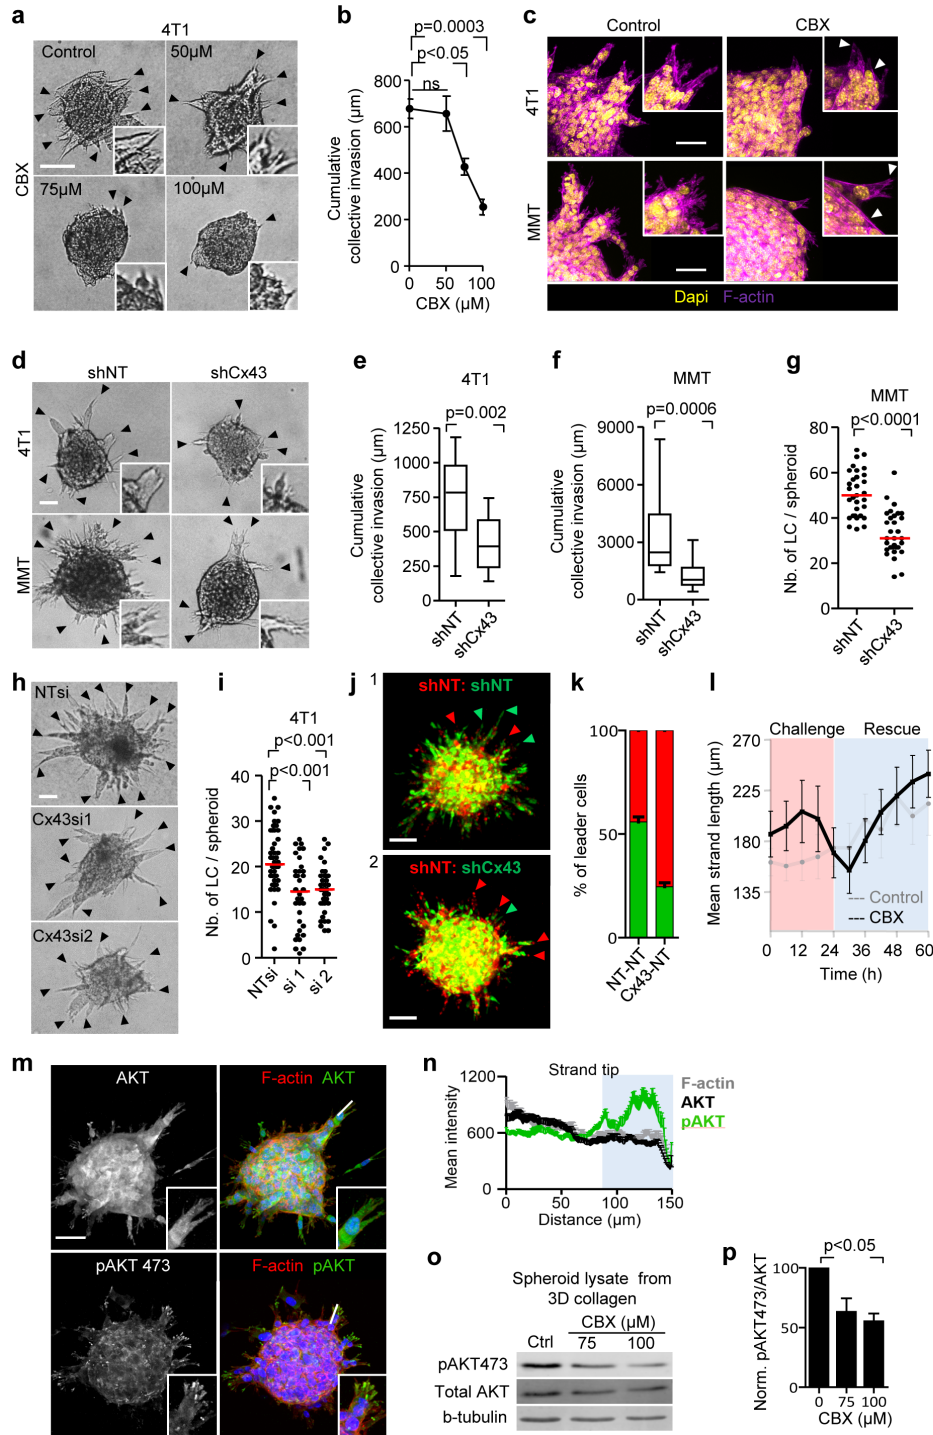 a
4T1
Control
50µM
75µM
100µM
CBX
b
p=0.0003
p<0.05
ns
800
600
400
200
0
Cumulative
collective invasion (µm)
0
50
100
CBX (µM)
c
Control
CBX
4T1
MMT
Dapi F-actin
d
shNT
shCx43
4T1
MMT
e
4T1
p=0.002
1250
1000
750
500
250
0
Cumulative
collective invasion (µm)
shNT
shCx43
f
MMT
p=0.0006
9000
6000
3000
0
Cumulative
collective invasion (µm)
shNT
shCx43
g
MMT
p<0.0001
80
60
40
20
0
Nb. of LC / spheroid
shNT
shCx43
h
NTsi
Cx43si1
Cx43si2
i
4T1
p<0.001
p<0.001
40
30
20
10
0
Nb. of LC / spheroid
NTsi
si 1
si 2
j
1
shNT: shNT
2
shNT: shCx43
k
100
50
0
% of leader cells
NT-NT
Cx43-NT
l
Challenge
Rescue
270
225
180
135
Mean strand length (µm)
Control
CBX
0
12
24
36
48
60
Time (h)
m
AKT
F-actin AKT
pAKT 473
F-actin pAKT
n
Strand tip
1200
600
0
Mean intensity
F-actin
AKT
pAKT
0
50
100
150
Distance (µm)
o
Spheroid lysate from
3D collagen
CBX (µM)
Ctrl
75
100
pAKT473
Total AKT
b-tubulin
p
p<0.05
100
50
0
Norm. pAKT473/AKT
0
75
100
CBX
(µM)